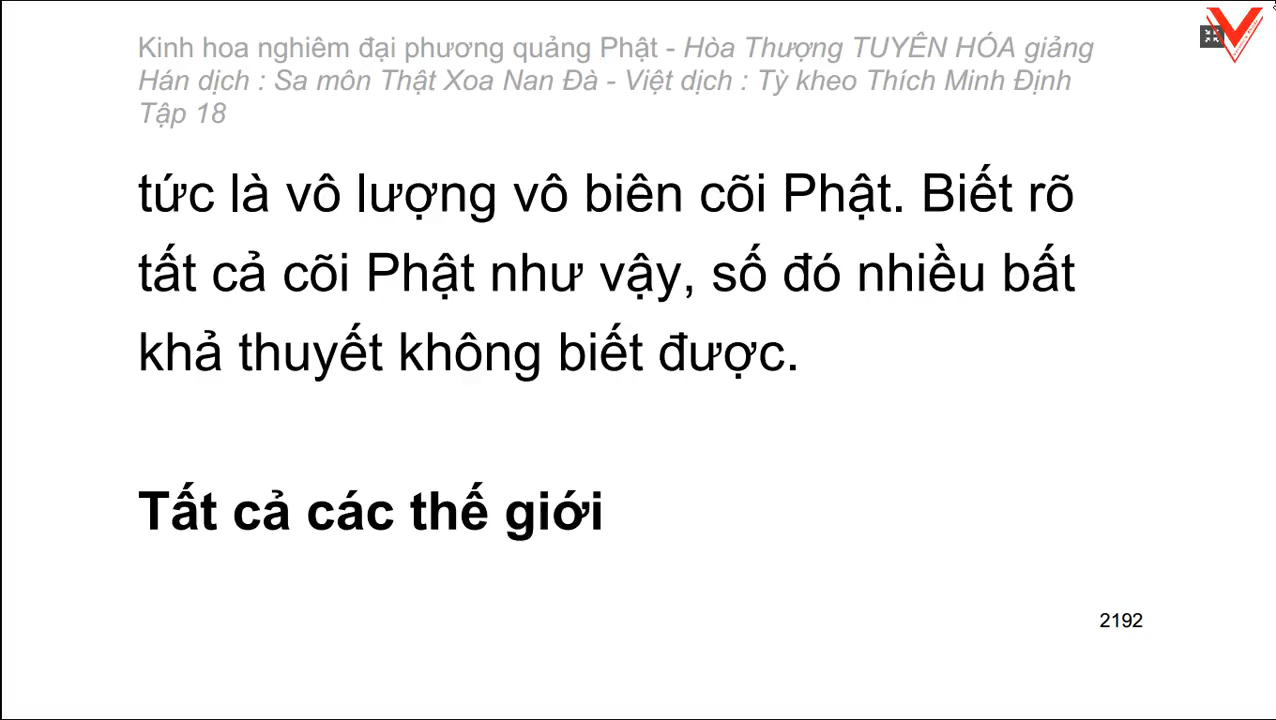 Kinh hoa nghiêm đại phương quảng Phật - Hòa Thượng TUYÊN HÓA giảng
Hán dịch : Sa môn Thật Xoa Nan Đà - Việt dịch : Tỳ kheo Thích Minh Định
Tập 18
tức là vô lượng vô biên cõi Phật. Biết rõ
tất cả cõi Phật như vậy, số đó nhiều bất
khả thuyết không biết được.
Tất cả các thế giới
2192